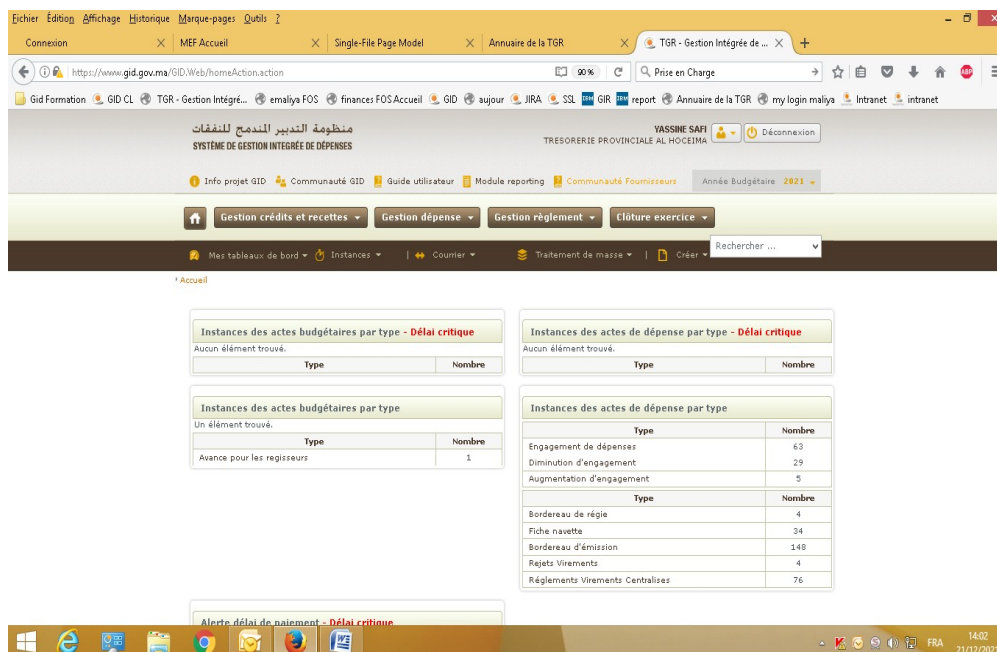 Fichier Édition Affichage Historique Marque-pages Outils ?
Connexion
MEF Accueil
Single-File Page Model
Annuaire de la TGR
TGR - Gestion Intégrée de ...
https://www.gid.gov.ma/GID.Web/homeAction.action
90%
Prise en Charge
ABP
Gid Formation GID CL TGR - Gestion Intégré... emaliya FOS finances FOS Accueil GID aujour JIRA SSL IBM GIR IBM report Annuaire de la TGR my login maliya Intranet intranet
منظومة التدبير المندمج للنفقات
SYSTÈME DE GESTION INTEGRÉE DE DÉPENSES
YASSINE SAFI
TRESORERIE PROVINCIALE AL HOCEIMA
Déconnexion
Info projet GID Communauté GID Guide utilisateur Module reporting Communauté Fournisseurs Année Budgétaire 2021
Gestion crédits et recettes Gestion dépense Gestion règlement Clôture exercice
Rechercher ...
Mes tableaux de bord Instances | Courrier Traitement de masse | Créer
Accueil
Instances des actes budgétaires par type - Délai critique
Aucun élément trouvé.
Type Nombre
Instances des actes de dépense par type - Délai critique
Aucun élément trouvé.
Type Nombre
Instances des actes budgétaires par type
Un élément trouvé.
Type Nombre
Avance pour les regisseurs 1
Instances des actes de dépense par type
Type Nombre
Engagement de dépenses 63
Diminution d'engagement 29
Augmentation d'engagement 5
Type Nombre
Bordereau de régie 4
Fiche navette 34
Bordereau d'émission 148
Rejets Virements 4
Réglements Virements Centralises 76
Alerte délai de paiement - Délai critique
FRA
14:02
21/12/2021